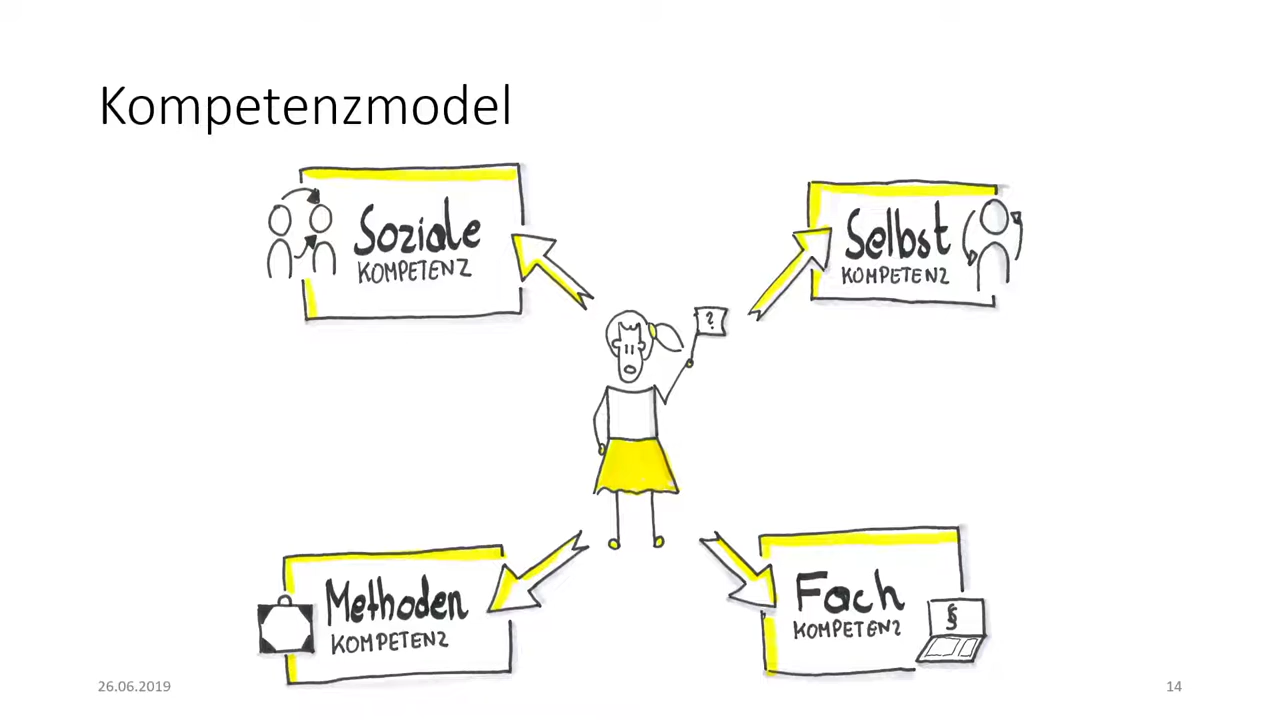 Kompetenzmodel
Soziale
KOMPETENZ
Selbst
KOMPETENZ
?
Methoden
KOMPETENZ
Fach
KOMPETENZ
§
26.06.2019
14